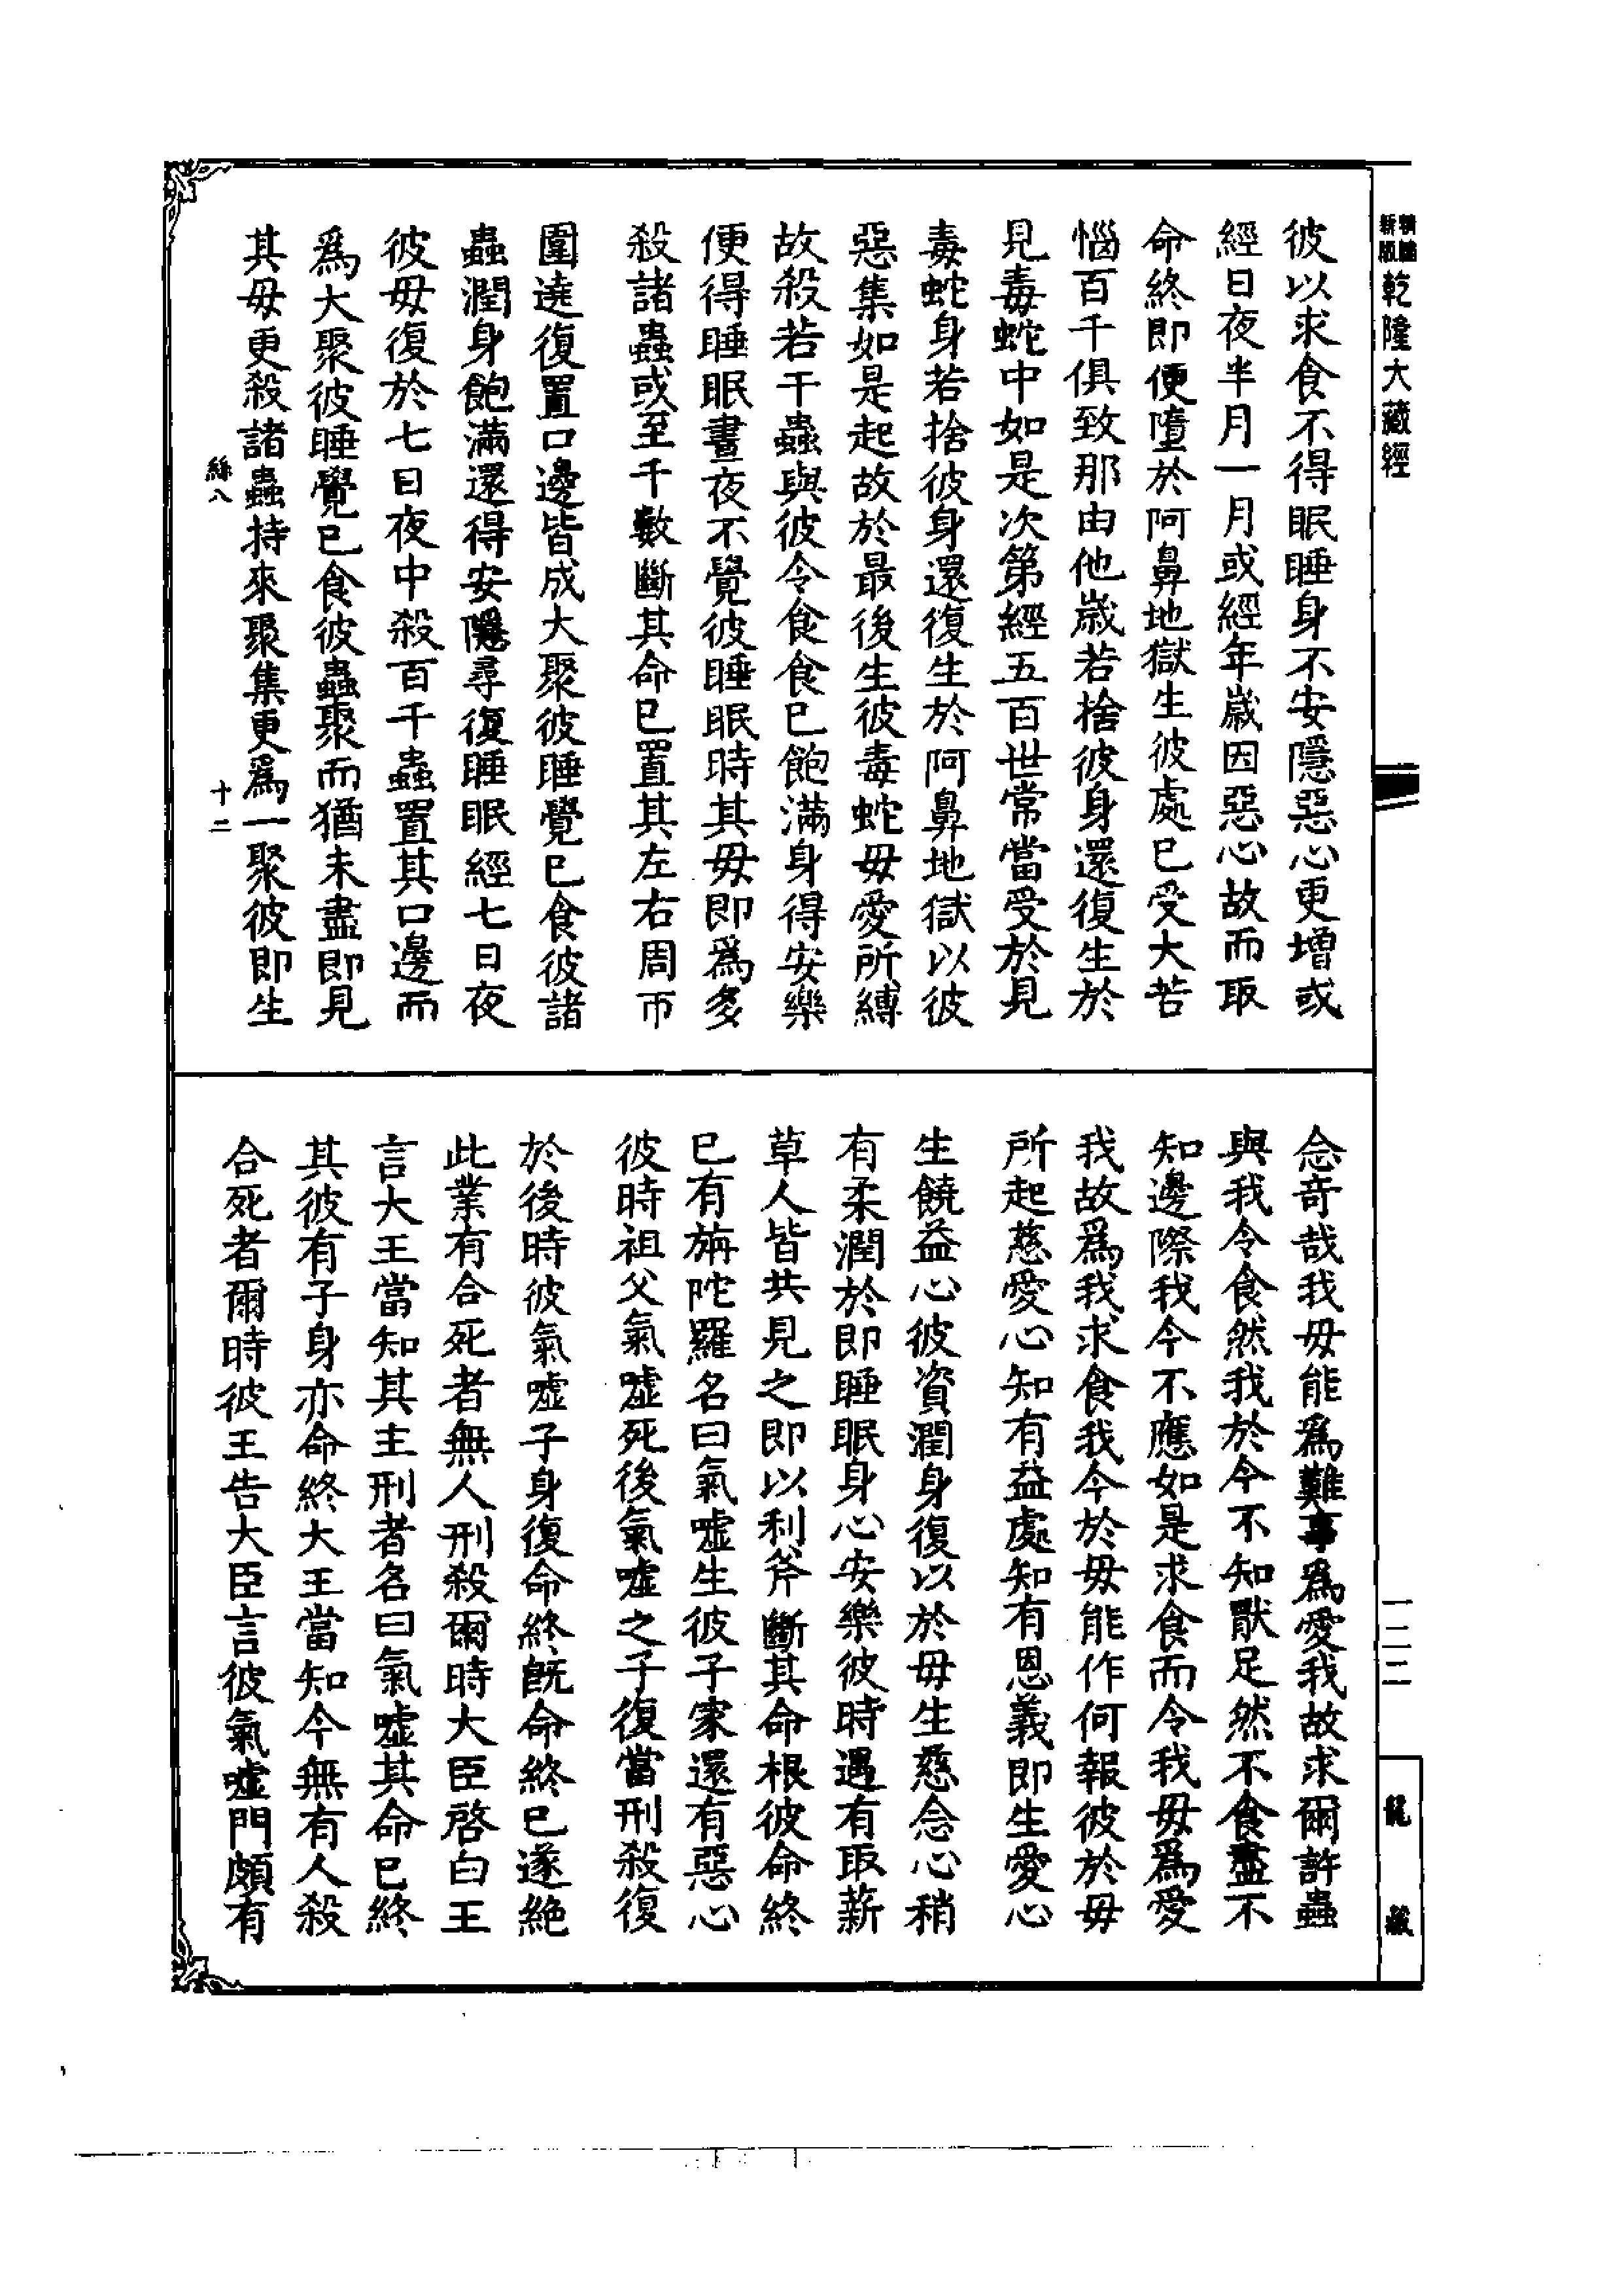 新編
新版
乾隆大藏經
彼以求食不得眠睡身不安隱惡心更增或
經日夜半月一月或經年歲因惡心故而取
命終即便墮於阿鼻地獄生彼處已受大苦
惱百千俱致那由他歲若捨彼身還復生於
見毒蛇中如是次第經五百世常當受於見
毒蛇身若捨彼身還復生於阿鼻地獄以彼
惡集如是起故於最後生彼毒蛇毋愛所縛
故殺若干蟲與彼令食食已飽滿身得安樂
便得睡眠晝夜不覺彼睡眠時其毋即爲多
殺諸蟲或至千數斷其命已置其左右周帀
圍遶復置口邊皆成大聚彼睡覺已食彼諸
蟲潤身飽滿還得安隱尋復睡眠經七日夜
彼毋復於七日夜中殺百千蟲置其口邊而
爲大聚彼睡覺已食彼蟲聚而猶未盡即見
其毋更殺諸蟲持來聚集更爲一聚彼即生
絲八
十二
念奇哉我毋能爲難事爲愛我故求爾許蟲
與我令食然我於今不知厭足然不食盡不
知邊際我今不應如是求食而令我毋爲愛
我故爲我求食我今於毋能作何報彼於毋
所起慈愛心知有益處知有恩義即生愛心
生饒益心彼資潤身復以於毋生慈念心稍
有柔潤於即睡眠身心安樂彼時遇有取薪
草人皆共見之即以利斧斷其命根彼命終
已有旃陀羅名曰氣噓生彼子家還有惡心
彼時祖父氣噓死後氣噓之子復當刑殺復
於後時彼氣噓子身復命終既命終已遂絕
此業有合死者無人刑殺爾時大臣啓白王
言大王當知其主刑者名曰氣噓其命已終
其彼有子身亦命終大王當知今無有人殺
合死者爾時彼王告大臣言彼氣噓門頗有
一二二
龍藏